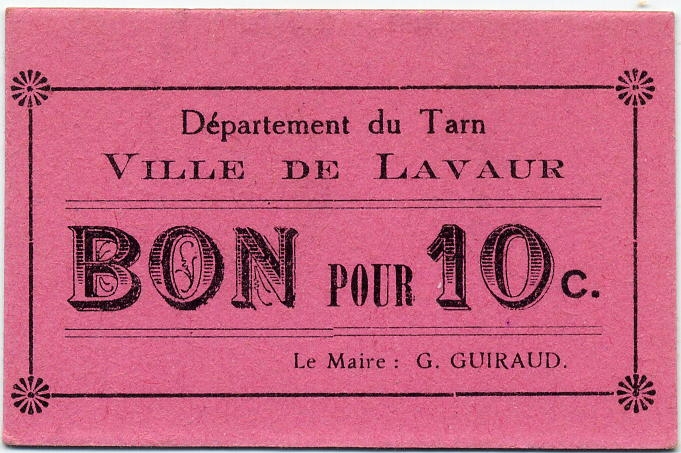 Département du Tarn
VILLE DE LAVAUR
BON POUR 10 c.
Le Maire : G. GUIRAUD.